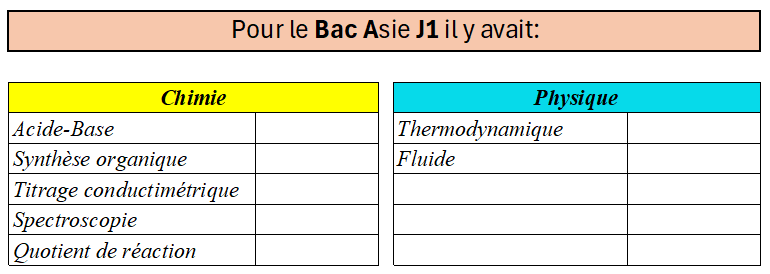 Pour le Bac Asie J1 il y avait:
Chimie
Acide-Base
Synthèse organique
Titrage conductimétrique
Spectroscopie
Quotient de réaction
Physique
Thermodynamique
Fluide